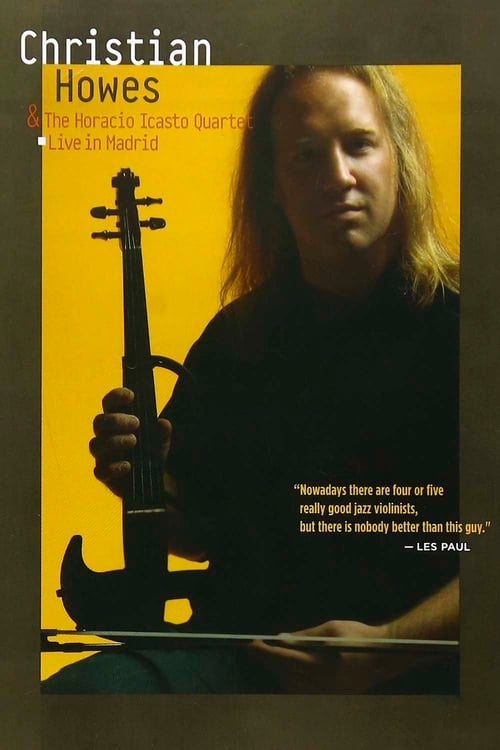 Christian
Howes
& The Horacio Icasto Quartet
Live in Madrid
“Nowadays there are four or five
really good jazz violinists,
but there is nobody better than this guy."
— LES PAUL